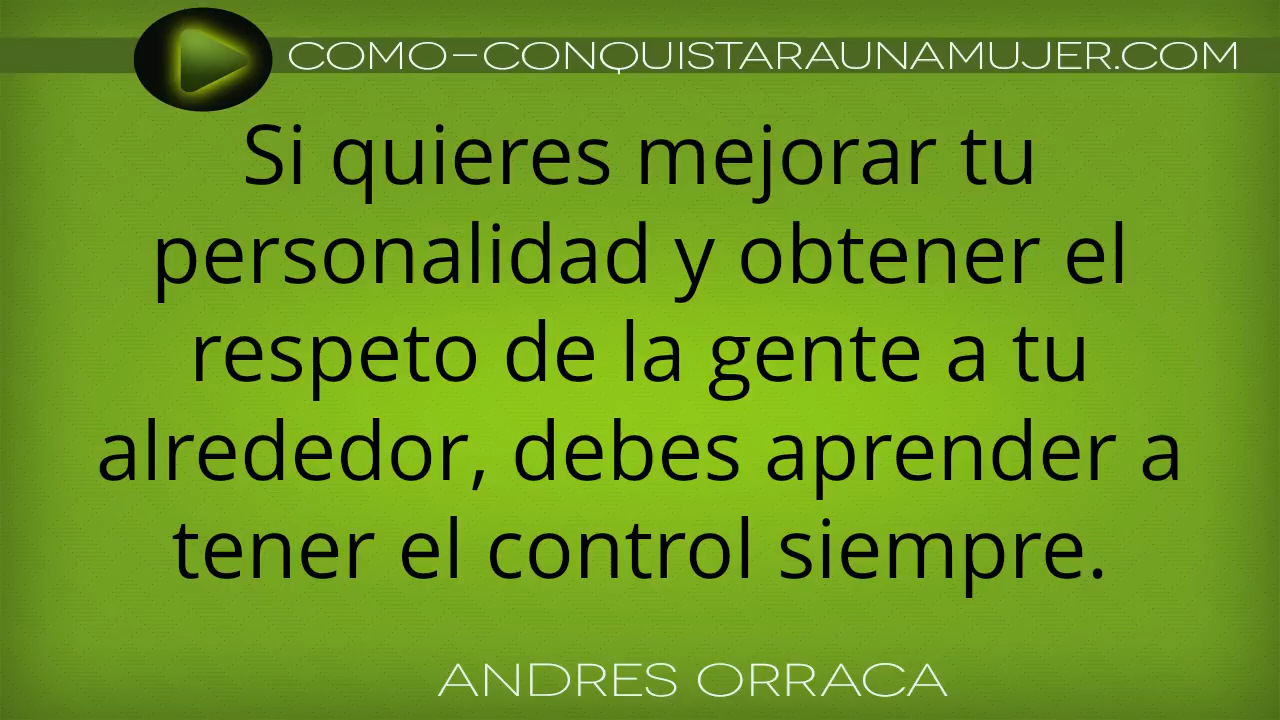 COMO-CONQUISTARAUNAMUJER.COM
Si quieres mejorar tu
personalidad y obtener el
respeto de la gente a tu
alrededor, debes aprender a
tener el control siempre.
ANDRES ORRACA